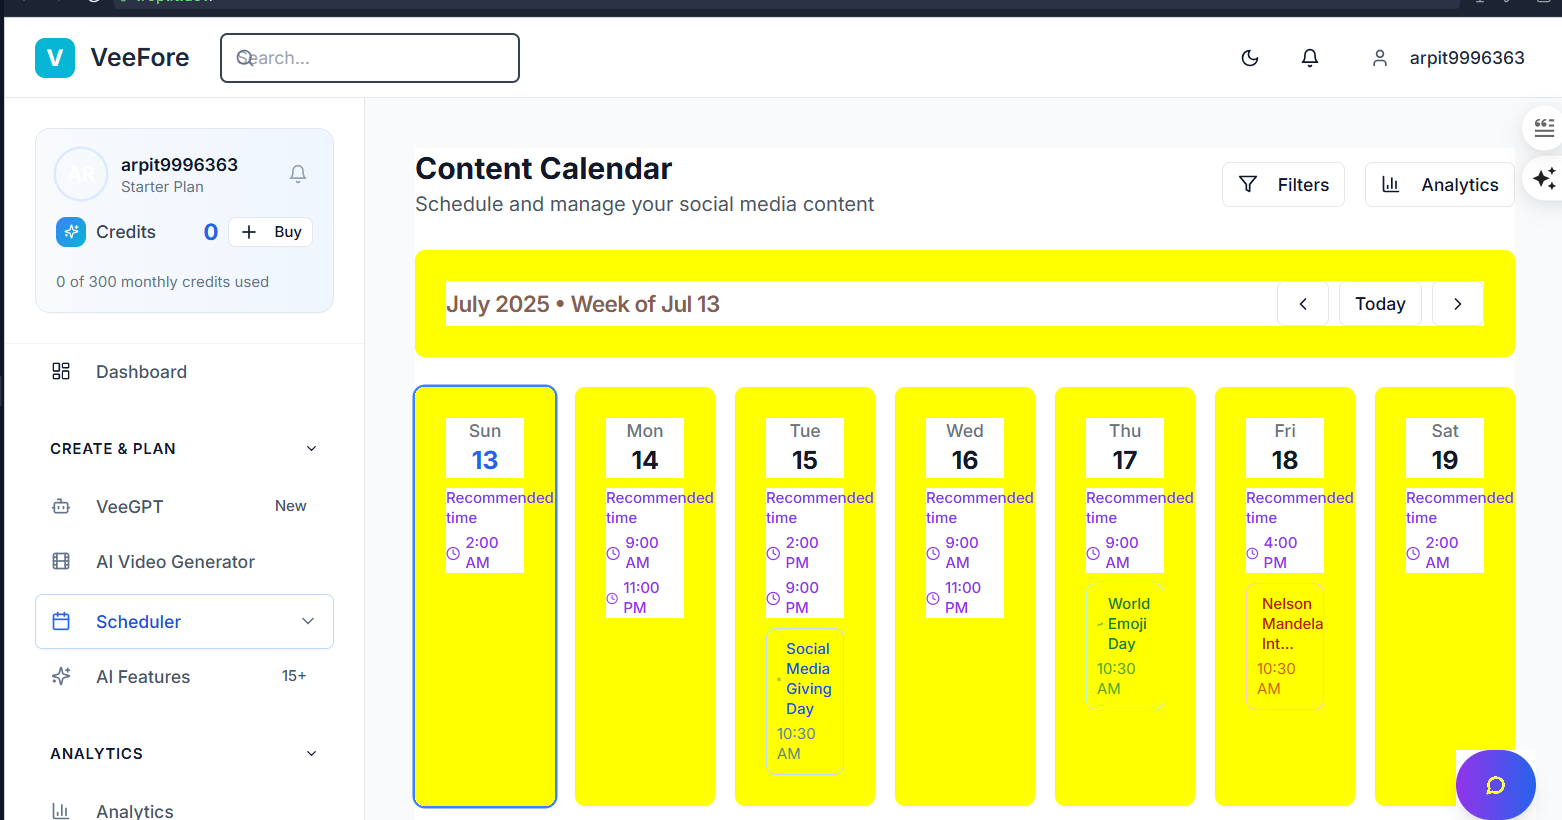 V VeeFore
Search...
arpit9996363
AR
arpit9996363
Starter Plan
Credits 0 + Buy
0 of 300 monthly credits used
Dashboard
CREATE & PLAN
VeeGPT New
AI Video Generator
Scheduler
AI Features 15+
ANALYTICS
Analytics
Content Calendar
Schedule and manage your social media content
Filters
Analytics
July 2025 • Week of Jul 13
Today
Sun
13
Recommended
time
2:00
AM
Mon
14
Recommended
time
9:00
AM
11:00
PM
Tue
15
Recommended
time
2:00
PM
9:00
PM
Social
Media
Giving
Day
10:30
AM
Wed
16
Recommended
time
9:00
AM
11:00
PM
Thu
17
Recommended
time
9:00
AM
World
Emoji
Day
10:30
AM
Fri
18
Recommended
time
4:00
PM
Nelson
Mandela
Int...
10:30
AM
Sat
19
Recommended
time
2:00
AM